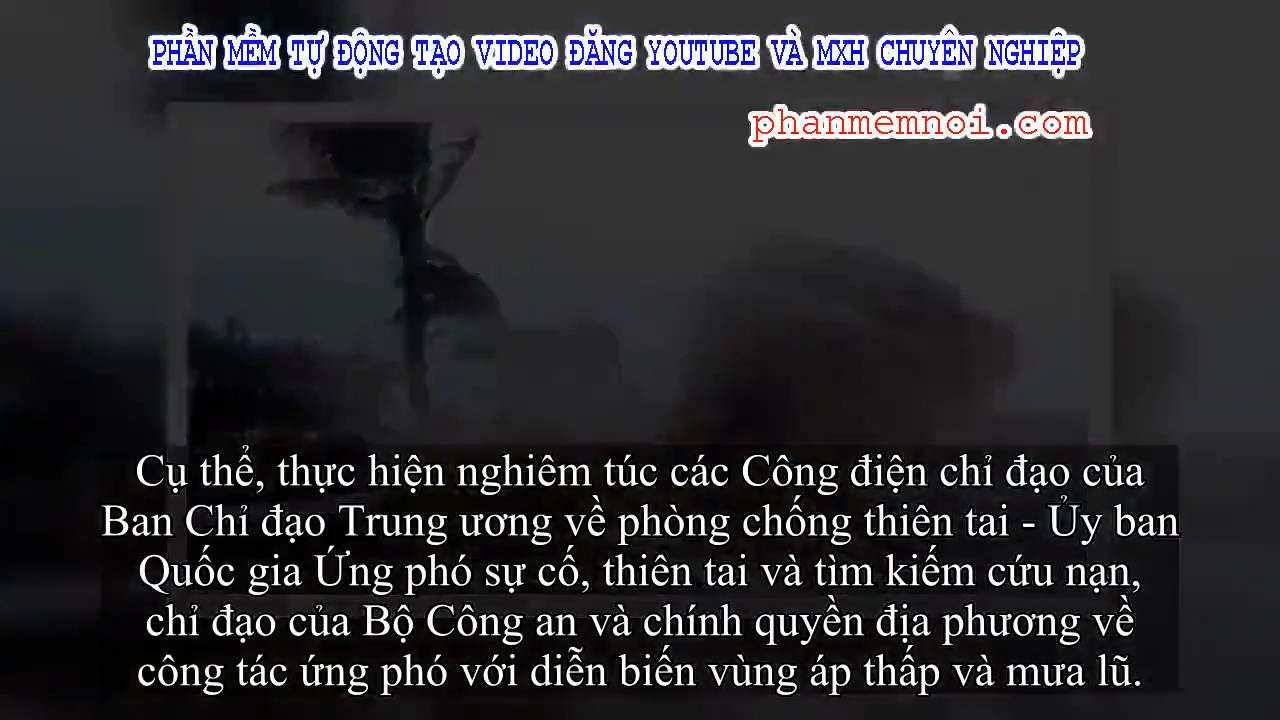 PHẦN MỀM TỰ ĐỘNG TẠO VIDEO ĐĂNG YOUTUBE VÀ MXH CHUYÊN NGHIỆP
phanmemnoi.com
Cụ thể, thực hiện nghiêm túc các Công điện chỉ đạo của
Ban Chỉ đạo Trung ương về phòng chống thiên tai - Ủy ban
Quốc gia Ứng phó sự cố, thiên tai và tìm kiếm cứu nạn,
chỉ đạo của Bộ Công an và chính quyền địa phương về
công tác ứng phó với diễn biến vùng áp thấp và mưa lũ.